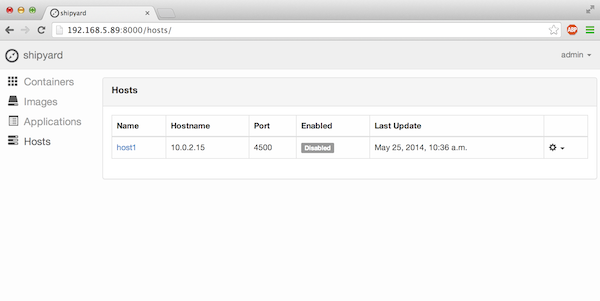 shipyard
192.168.5.89:8000/hosts/
ABP
shipyard
admin
Containers
Images
Applications
Hosts
Hosts
Name Hostname Port Enabled Last Update
host1 10.0.2.15 4500 Disabled May 25, 2014, 10:36 a.m.